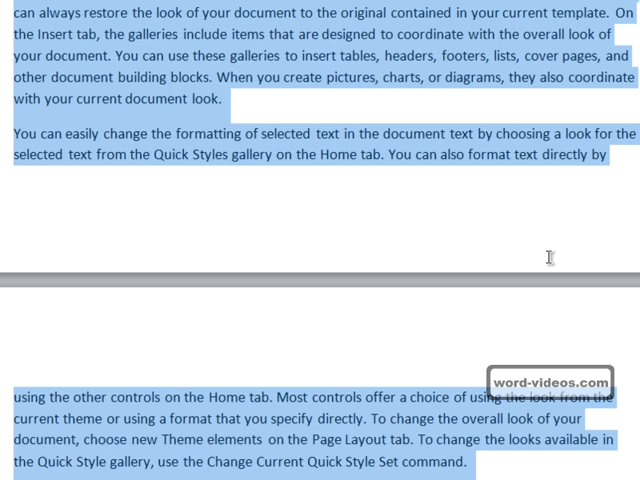 can always restore the look of your document to the original contained in your current template. On
the Insert tab, the galleries include items that are designed to coordinate with the overall look of
your document. You can use these galleries to insert tables, headers, footers, lists, cover pages, and
other document building blocks. When you create pictures, charts, or diagrams, they also coordinate
with your current document look.
You can easily change the formatting of selected text in the document text by choosing a look for the
selected text from the Quick Styles gallery on the Home tab. You can also format text directly by
word-videos.com
using the other controls on the Home tab. Most controls offer a choice of using the look from the
current theme or using a format that you specify directly. To change the overall look of your
document, choose new Theme elements on the Page Layout tab. To change the looks available in
the Quick Style gallery, use the Change Current Quick Style Set command.